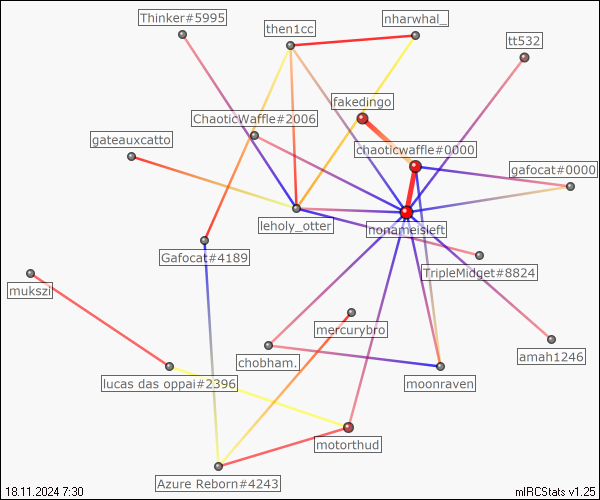 Thinker#5995
nharwhal_
then1cc
tt532
fakedingo
ChaoticWaffle#2006
gateauxcatto
chaoticwaffle#0000
gafocat#0000
leholy_otter
nonameisleft
Gafocat#4189
TripleMidget#8824
mukszi
mercurybro
chobham.
amah1246
lucas das oppai#2396
moonraven
motorthud
Azure Reborn#4243
18.11.2024 7:30
mIRCStats v1.25